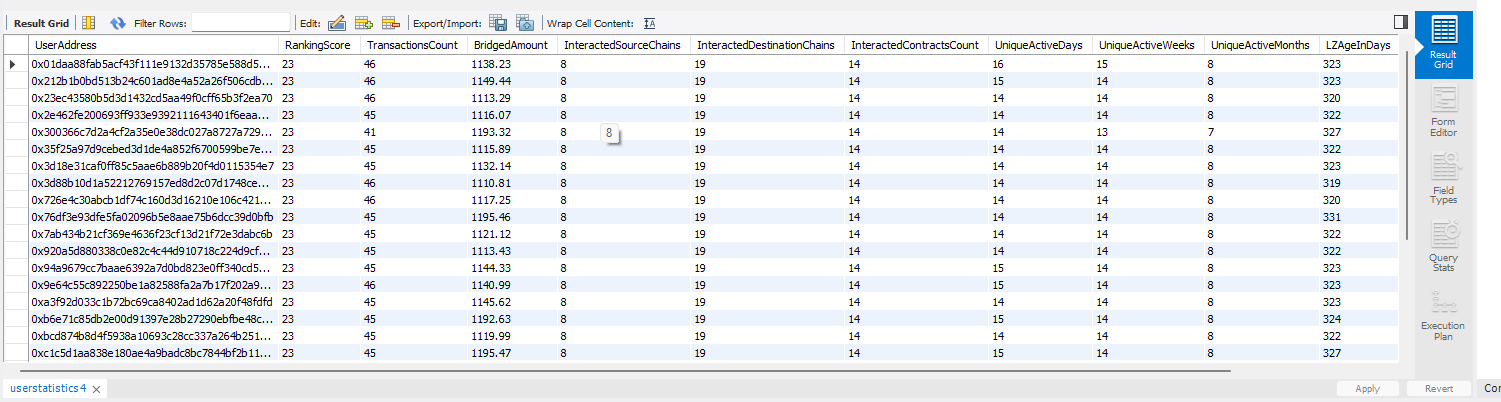 Result Grid Filter Rows: Edit: Export/Import: Wrap Cell Content:
UserAddress RankingScore TransactionsCount BridgedAmount InteractedSourceChains InteractedDestinationChains InteractedContractsCount UniqueActiveDays UniqueActiveWeeks UniqueActiveMonths LZAgeInDays
0x01daa88fab5acf43f111e9132d35785e588d5... 23 46 1138.23 8 19 14 16 15 8 323
0x212b1b0bd513b24c601ad8e4a52a26f506cdb... 23 46 1149.44 8 19 14 15 14 8 323
0x23ec43580b5d3d1432cd5aa49f0cff65b3f2ea70 23 46 1113.29 8 19 14 14 14 8 320
0x2e462fe200693ff933e9392111643401f6eaa... 23 45 1116.07 8 19 14 14 14 8 322
0x300366c7d2a4cf2a35e0e38dc027a8727a729... 23 41 1193.32 8 8 19 14 14 13 7 327
0x35f25a97d9cebed3d1de4a852f6700599be7e... 23 45 1115.89 8 19 14 14 14 8 322
0x3d18e31caf0ff85c5aae6b889b20f4d0115354e7 23 45 1132.14 8 19 14 14 14 8 323
0x3d88b10d1a52212769157ed8d2c07d1748ce... 23 46 1110.81 8 19 14 14 14 8 319
0x726e4c30abcb1df74c160d3d16210e106c421... 23 46 1117.25 8 19 14 14 14 8 320
0x76df3e93dfe5fa02096b5e8aae75b6dcc39d0bfb 23 45 1195.46 8 19 14 14 14 8 331
0x7ab434b21cf369e4636f23cf13d21f72e3dabc6b 23 45 1121.12 8 19 14 14 14 8 322
0x920a5d880338c0e82c4c44d910718c224d9cf... 23 45 1113.43 8 19 14 14 14 8 322
0x94a9679cc7baae6392a7d0bd823e0ff340cd5... 23 45 1144.33 8 19 14 15 14 8 323
0x9e64c55c892250be1a82588fa2a7b17f202a9... 23 46 1140.99 8 19 14 15 14 8 323
0xa3f92d033c1b72bc69ca8402ad1d62a20f48fdfd 23 45 1145.62 8 19 14 14 14 8 323
0xb6e71c85db2e00d91397e28b27290ebfbe48c... 23 45 1192.63 8 19 14 15 14 8 324
0xbcd874b8d4f5938a10693c28cc337a264b251... 23 45 1119.99 8 19 14 14 14 8 322
0xc1c5d1aa838e180ae4a9badc8bc7844bf2b11... 23 45 1195.47 8 19 14 15 14 8 327
userstatistics4
Apply Revert
Result
Grid
Form
Editor
Field
Types
Query
Stats
Execution
Plan